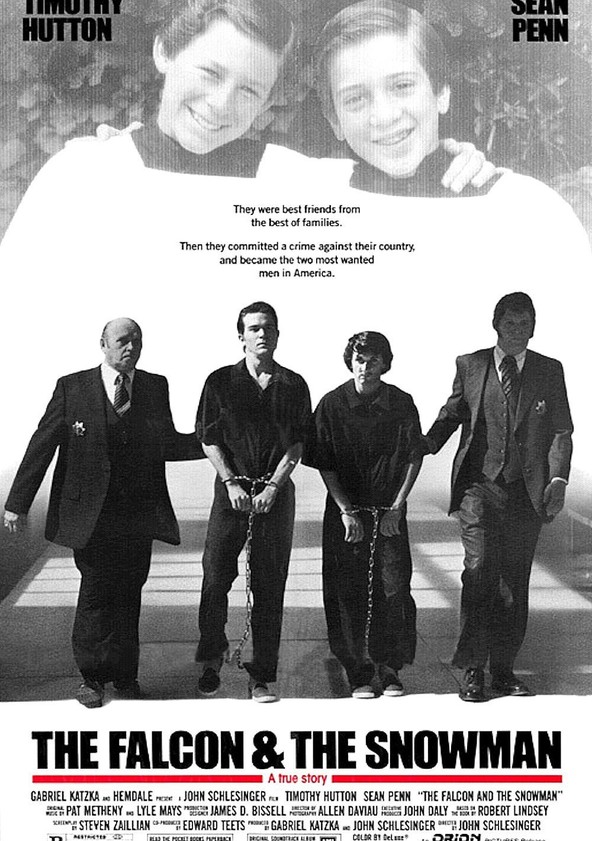 TIMOTHY
HUTTON
SEAN
PENN
They were best friends from
the best of families.
Then they committed a crime against their country,
and became the two most wanted
men in America.
THE FALCON & THE SNOWMAN
A true story
GABRIEL KATZKA AND HEMDALE PRESENT A JOHN SCHLESINGER FILM TIMOTHY HUTTON SEAN PENN "THE FALCON AND THE SNOWMAN"
ORIGINAL MUSIC BY PAT METHENY AND LYLE MAYS PRODUCTION DESIGNER JAMES D. BISSELL DIRECTOR OF PHOTOGRAPHY ALLEN DAVIAU EXECUTIVE PRODUCER JOHN DALY BASED ON THE BOOK BY ROBERT LINDSEY
SCREENPLAY BY STEVEN ZAILLIAN CO-PRODUCED BY EDWARD TEETS PRODUCED BY GABRIEL KATZKA AND JOHN SCHLESINGER DIRECTED BY JOHN SCHLESINGER
R RESTRICTED READ THE POCKET BOOKS PAPERBACK ORIGINAL SOUNDTRACK ALBUM COLOR BY DELUXE AN ORION PICTURES Release